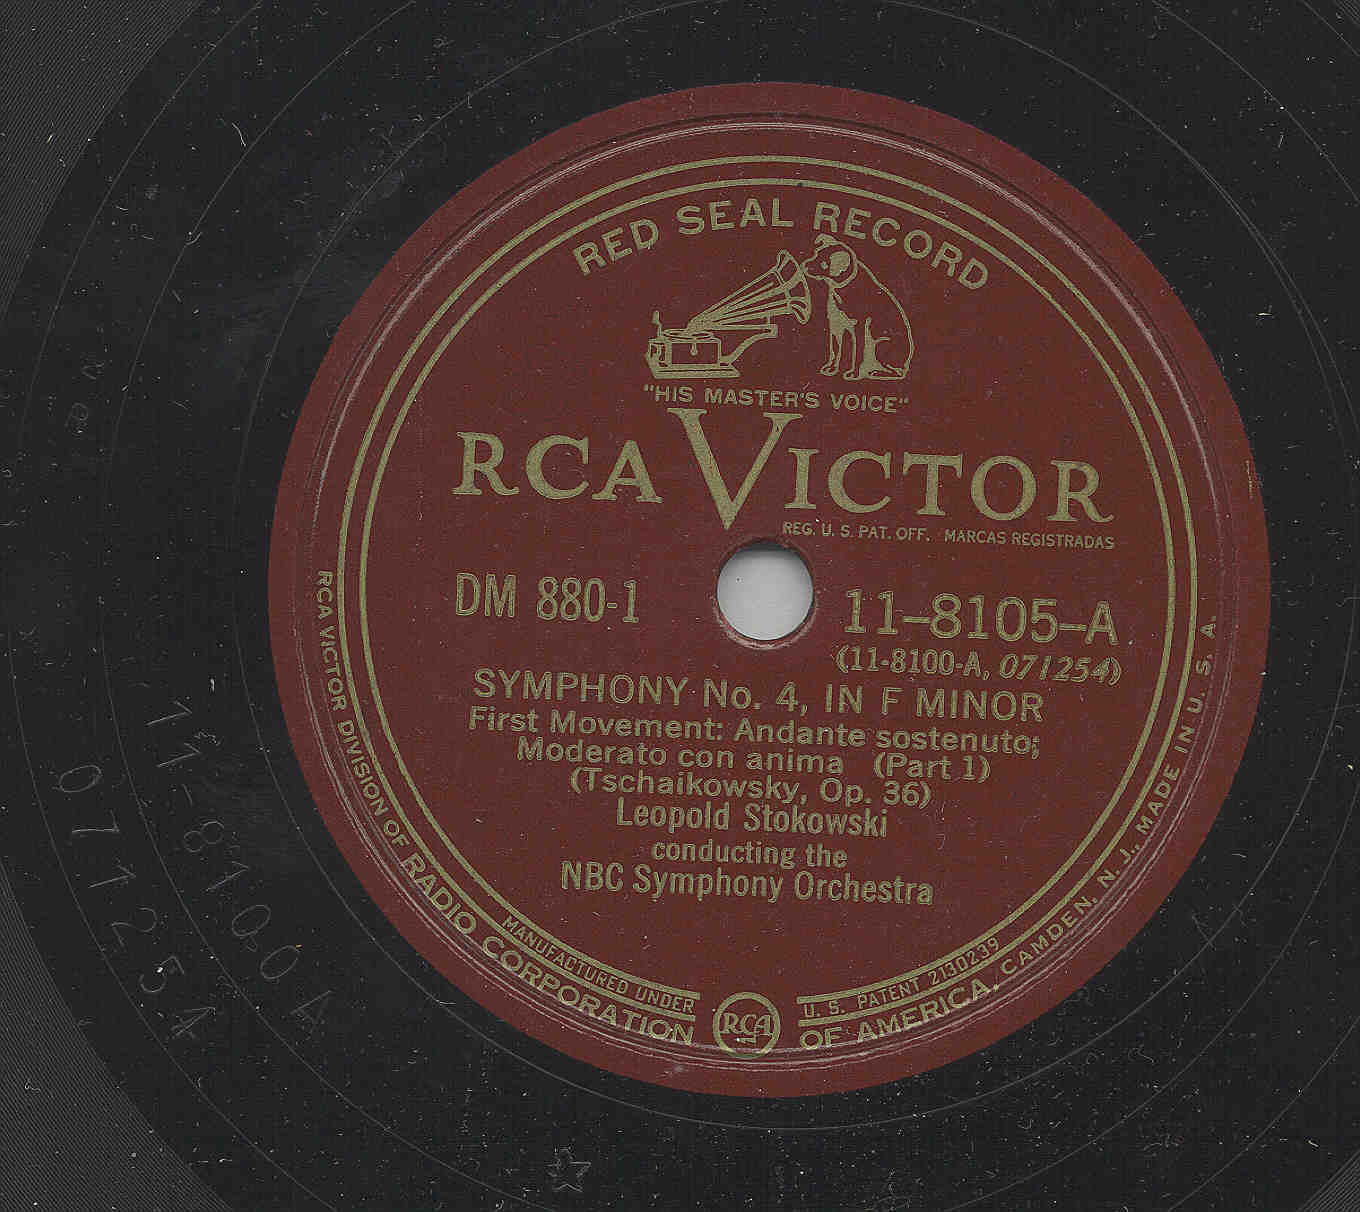 RED SEAL RECORD
"HIS MASTER'S VOICE"
RCA VICTOR
REG. U. S. PAT. OFF. MARCAS REGISTRADAS
DM 880-1
11-8105-A
(11-8100-A, 071254)
SYMPHONY No. 4, IN F MINOR
First Movement: Andante sostenuto;
Moderato con anima (Part 1)
(Tschaikowsky, Op. 36)
Leopold Stokowski
conducting the
NBC Symphony Orchestra
MANUFACTURED UNDER U. S. PATENT 2130239
RCA VICTOR DIVISION OF RADIO CORPORATION OF AMERICA, CAMDEN, N. J., MADE IN U. S. A.
RCA
11-8100A
071254